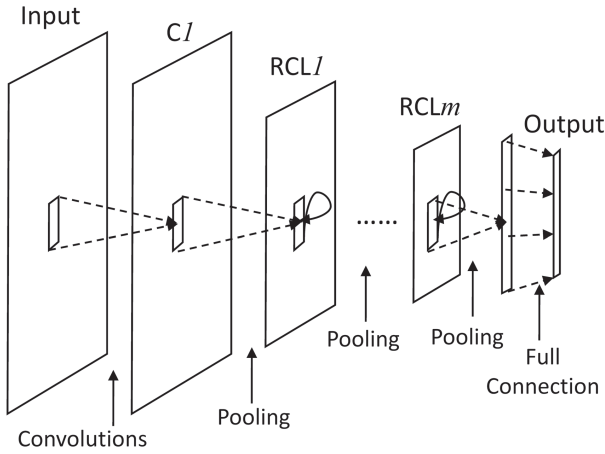 Input
C1
RCL1
RCLm
Output
......
Convolutions
Pooling
Pooling
Pooling
Full
Connection